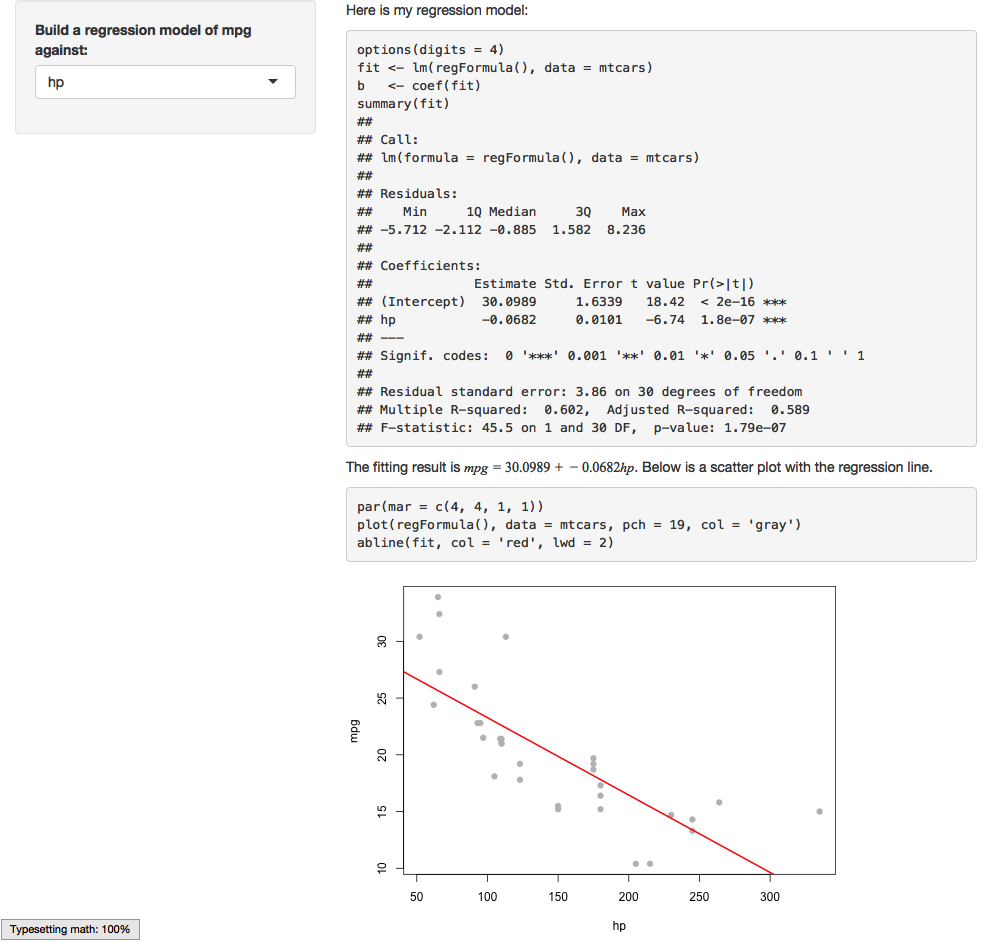 Build a regression model of mpg
against:
hp
Here is my regression model:
options(digits = 4)
fit <- lm(regFormula(), data = mtcars)
b   <- coef(fit)
summary(fit)
##
## Call:
## lm(formula = regFormula(), data = mtcars)
##
## Residuals:
##    Min     1Q Median     3Q    Max
## -5.712 -2.112 -0.885  1.582  8.236
##
## Coefficients:
##             Estimate Std. Error t value Pr(>|t|)
## (Intercept)  30.0989     1.6339   18.42  < 2e-16 ***
## hp           -0.0682     0.0101   -6.74  1.8e-07 ***
## ---
## Signif. codes:  0 '***' 0.001 '**' 0.01 '*' 0.05 '.' 0.1 ' ' 1
##
## Residual standard error: 3.86 on 30 degrees of freedom
## Multiple R-squared:  0.602,  Adjusted R-squared:  0.589
## F-statistic: 45.5 on 1 and 30 DF,  p-value: 1.79e-07
The fitting result is mpg = 30.0989 + − 0.0682hp. Below is a scatter plot with the regression line.
par(mar = c(4, 4, 1, 1))
plot(regFormula(), data = mtcars, pch = 19, col = 'gray')
abline(fit, col = 'red', lwd = 2)
30
25
20
15
10
mpg
50 100 150 200 250 300
hp
Typesetting math: 100%